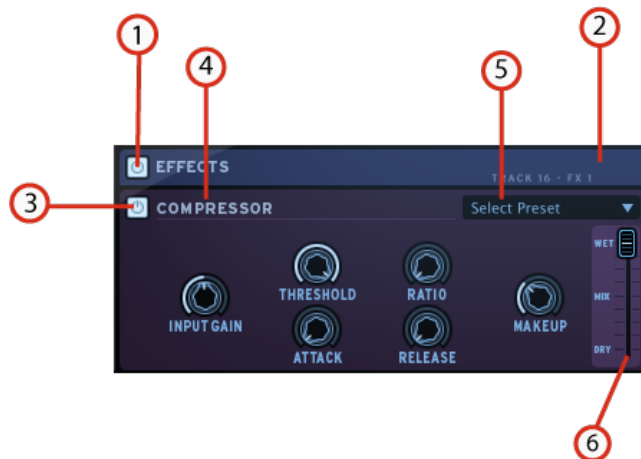 1
2
4
5
EFFECTS
TRACK 16 · FX 1
3
COMPRESSOR
Select Preset
WET
THRESHOLD
RATIO
MIX
INPUT GAIN
MAKEUP
ATTACK
RELEASE
DRY
6